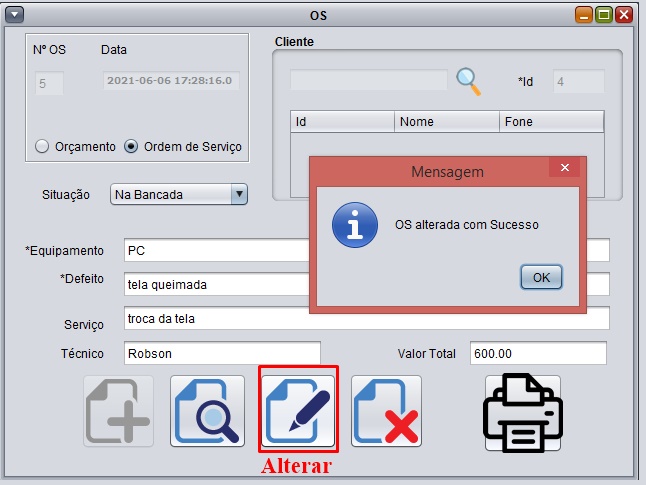 OS
Nº OS
Data
5
2021-06-06 17:28:16.0
Orçamento
Ordem de Serviço
Cliente
*Id
4
Id
Nome
Fone
Situação
Na Bancada
Mensagem
OS alterada com Sucesso
OK
*Equipamento
PC
*Defeito
tela queimada
Serviço
troca da tela
Técnico
Robson
Valor Total
600.00
Alterar